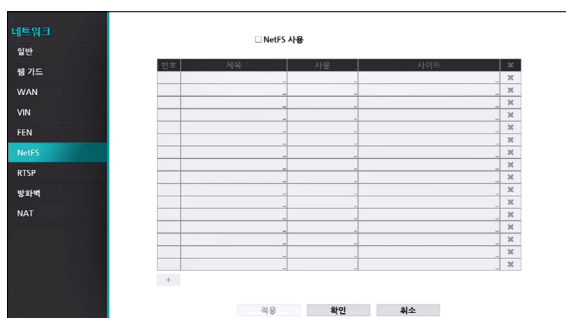 네트워크
일반
웹 가드
WAN
VIN
FEN
NetFS
RTSP
방화벽
NAT
□ NetFS 사용
번호 제목 사용 사이트 ✖
+
적용 확인 취소